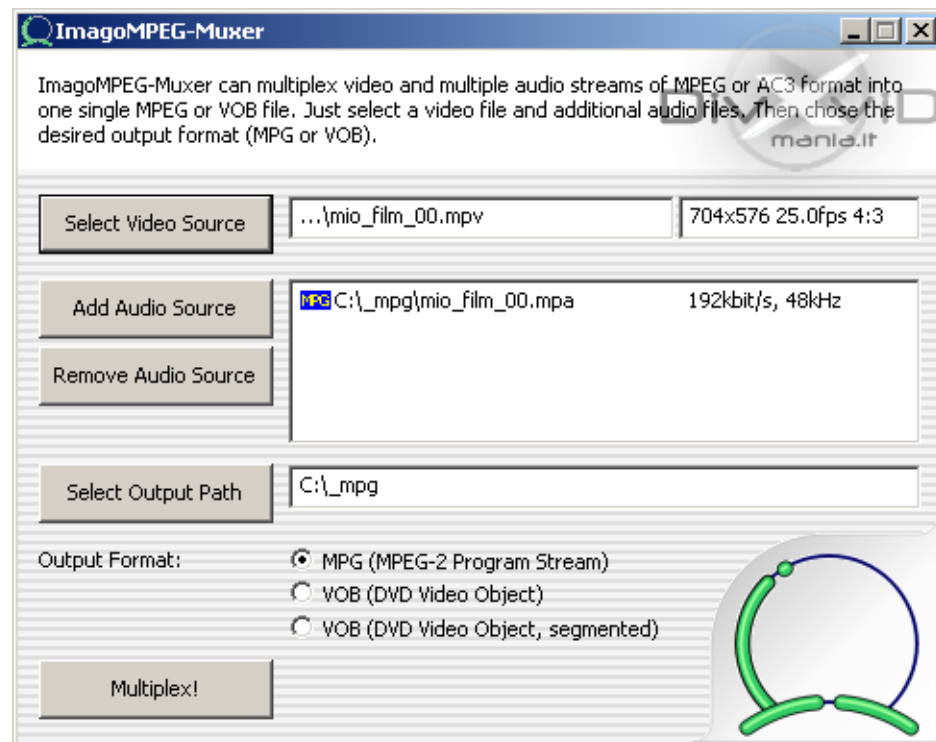 ImagoMPEG-Muxer
ImagoMPEG-Muxer can multiplex video and multiple audio streams of MPEG or AC3 format into
one single MPEG or VOB file. Just select a video file and additional audio files. Then chose the
desired output format (MPG or VOB).
mania.it
Select Video Source
...\mio_film_00.mpv
704x576 25.0fps 4:3
Add Audio Source
MPG C:\_mpg\mio_film_00.mpa 192kbit/s, 48kHz
Remove Audio Source
Select Output Path
C:\_mpg
Output Format:
MPG (MPEG-2 Program Stream)
VOB (DVD Video Object)
VOB (DVD Video Object, segmented)
Multiplex!